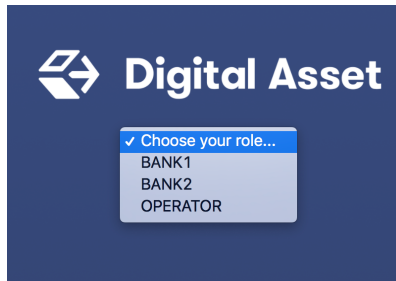 Digital Asset
✓ Choose your role...
BANK1
BANK2
OPERATOR